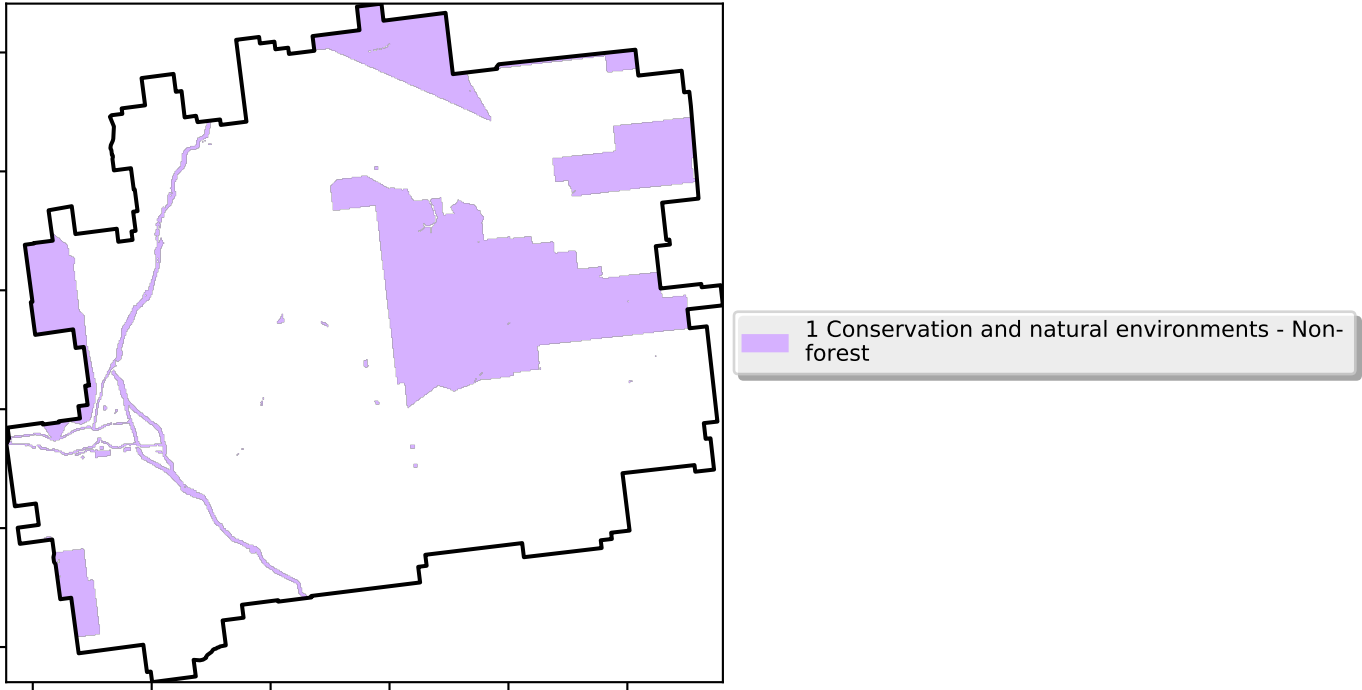 1 Conservation and natural environments - Non-
forest